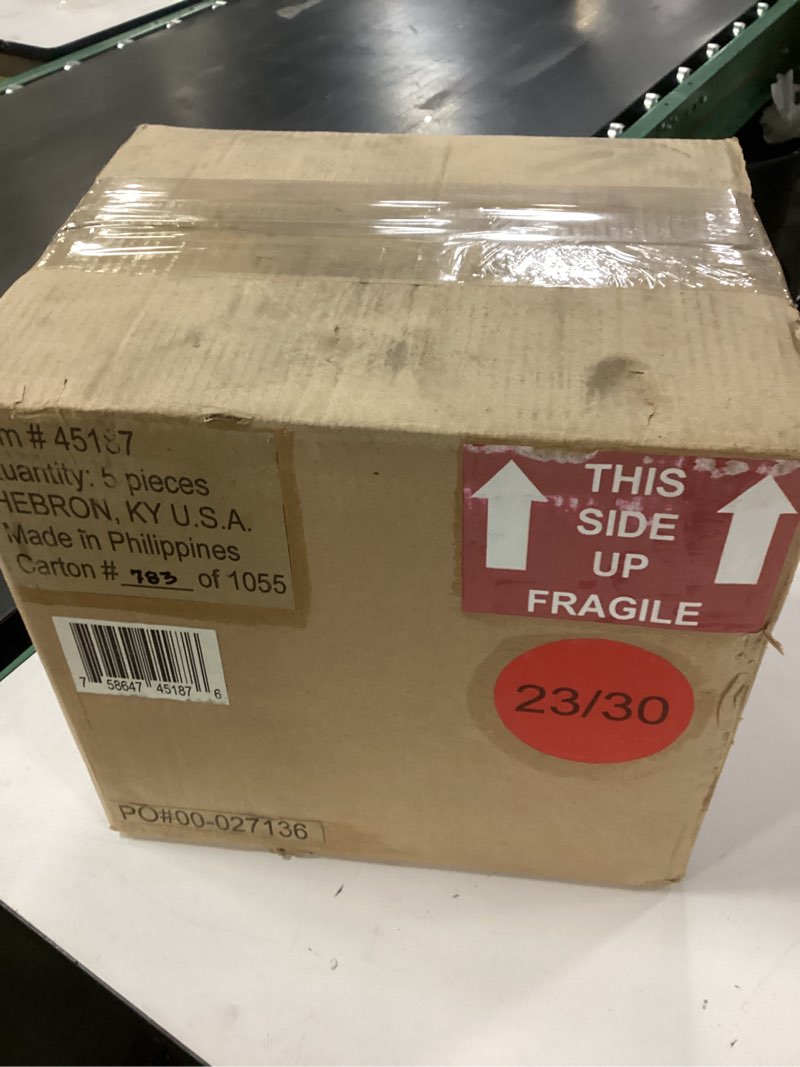 m # 45187
uantity: 5 pieces
HEBRON, KY U.S.A.
Made in Philippines
Carton # 783 of 1055
7 58647 45187 6
PO#00-027136
THIS
SIDE
UP
FRAGILE
23/30